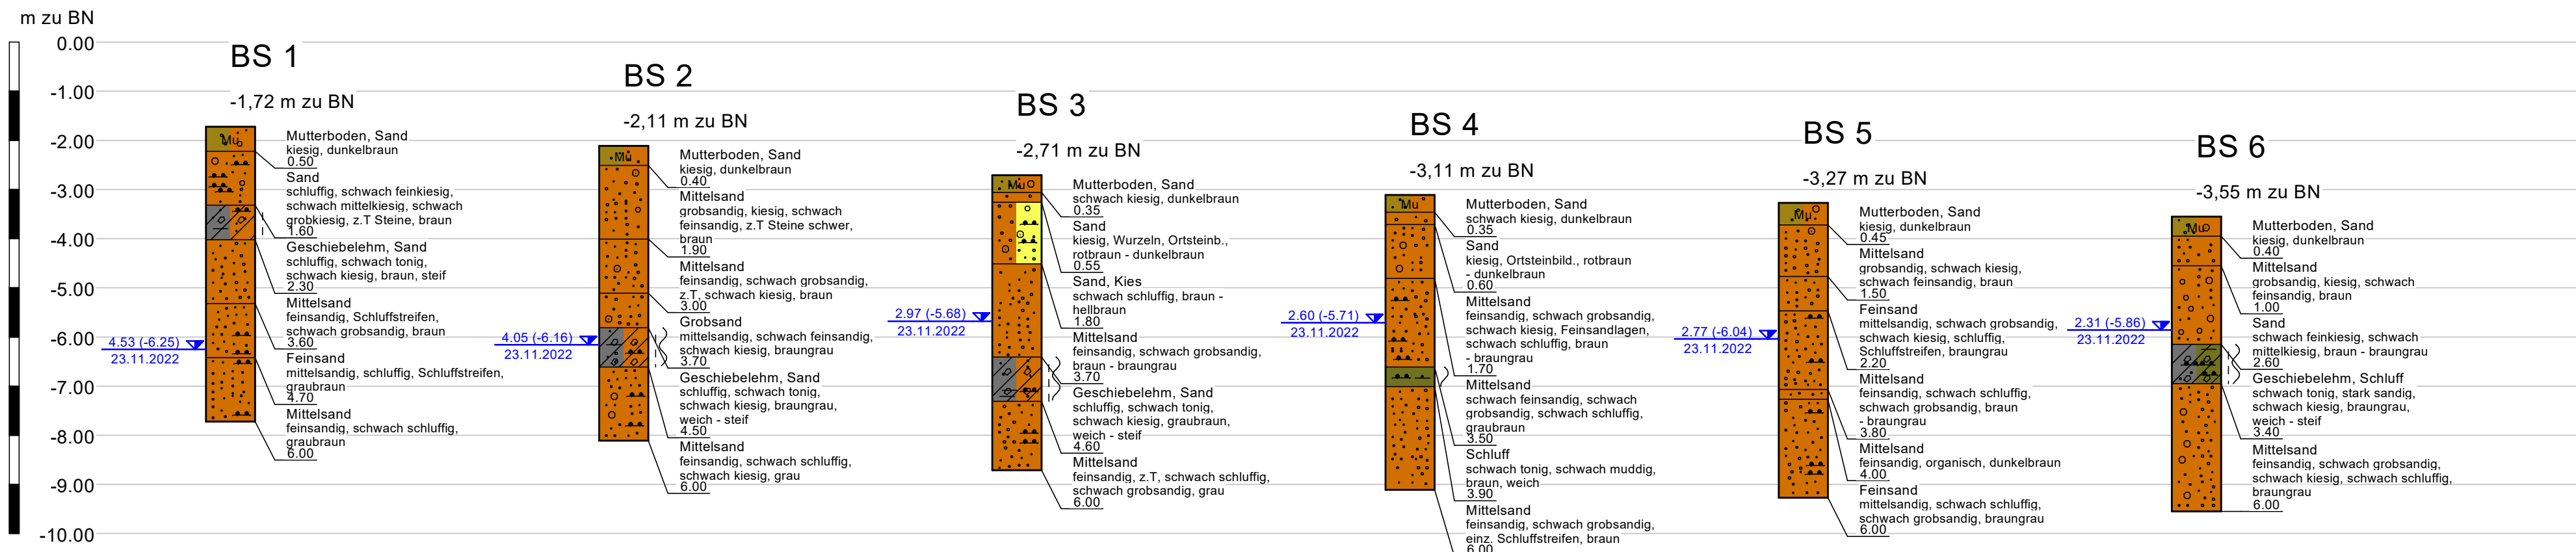 m zu BN
0.00
-1.00
-2.00
-3.00
-4.00
-5.00
-6.00
-7.00
-8.00
-9.00
-10.00
BS 1
-1,72 m zu BN
Mu
Mutterboden, Sand
kiesig, dunkelbraun
0.50
Sand
schluffig, schwach feinkiesig,
schwach mittelkiesig, schwach
grobkiesig, z.T Steine, braun
1.60
Geschiebelehm, Sand
schluffig, schwach tonig,
schwach kiesig, braun, steif
2.30
Mittelsand
feinsandig, Schluffstreifen,
schwach grobsandig, braun
3.60
Feinsand
mittelsandig, schluffig, Schluffstreifen,
graubraun
4.70
Mittelsand
feinsandig, schwach schluffig,
graubraun
6.00
4.53 (-6.25)
23.11.2022
BS 2
-2,11 m zu BN
Mu
Mutterboden, Sand
kiesig, dunkelbraun
0.40
Mittelsand
grobsandig, kiesig, schwach
feinsandig, z.T Steine schwer,
braun
1.90
Mittelsand
feinsandig, schwach grobsandig,
z.T, schwach kiesig, braun
3.00
Grobsand
mittelsandig, schwach feinsandig,
schwach kiesig, braungrau
3.70
Geschiebelehm, Sand
schluffig, schwach tonig,
schwach kiesig, braungrau,
weich - steif
4.50
Mittelsand
feinsandig, schwach schluffig,
schwach kiesig, grau
6.00
4.05 (-6.16)
23.11.2022
BS 3
-2,71 m zu BN
Mu
Mutterboden, Sand
schwach kiesig, dunkelbraun
0.35
Sand
kiesig, Wurzeln, Ortsteinb.,
rotbraun - dunkelbraun
0.55
Sand, Kies
schwach schluffig, braun -
hellbraun
1.80
Mittelsand
feinsandig, schwach grobsandig,
braun - braungrau
3.70
Geschiebelehm, Sand
schluffig, schwach tonig,
schwach kiesig, graubraun,
weich - steif
4.60
Mittelsand
feinsandig, z.T, schwach schluffig,
schwach grobsandig, grau
6.00
2.97 (-5.68)
23.11.2022
BS 4
-3,11 m zu BN
Mu
Mutterboden, Sand
schwach kiesig, dunkelbraun
0.35
Sand
kiesig, Ortsteinbild., rotbraun
- dunkelbraun
0.60
Mittelsand
feinsandig, schwach grobsandig,
schwach kiesig, Feinsandlagen,
schwach schluffig, braun
- braungrau
1.70
Mittelsand
schwach feinsandig, schwach
grobsandig, schwach schluffig,
graubraun
3.50
Schluff
schwach tonig, schwach muddig,
braun, weich
3.90
Mittelsand
feinsandig, schwach grobsandig,
einz. Schluffstreifen, braun
6.00
2.60 (-5.71)
23.11.2022
BS 5
-3,27 m zu BN
Mu
Mutterboden, Sand
kiesig, dunkelbraun
0.45
Mittelsand
grobsandig, schwach kiesig,
schwach feinsandig, braun
1.50
Feinsand
mittelsandig, schwach grobsandig,
schwach kiesig, schluffig,
Schluffstreifen, braungrau
2.20
Mittelsand
feinsandig, schwach schluffig,
schwach grobsandig, braun
- braungrau
3.80
Mittelsand
feinsandig, organisch, dunkelbraun
4.00
Feinsand
mittelsandig, schwach schluffig,
schwach grobsandig, braungrau
6.00
2.77 (-6.04)
23.11.2022
BS 6
-3,55 m zu BN
Mu
Mutterboden, Sand
kiesig, dunkelbraun
0.40
Mittelsand
grobsandig, kiesig, schwach
feinsandig, braun
1.00
Sand
schwach feinkiesig, schwach
mittelkiesig, braun - braungrau
2.60
Geschiebelehm, Schluff
schwach tonig, stark sandig,
schwach kiesig, braungrau,
weich - steif
3.40
Mittelsand
feinsandig, schwach grobsandig,
schwach kiesig, schwach schluffig,
braungrau
6.00
2.31 (-5.86)
23.11.2022